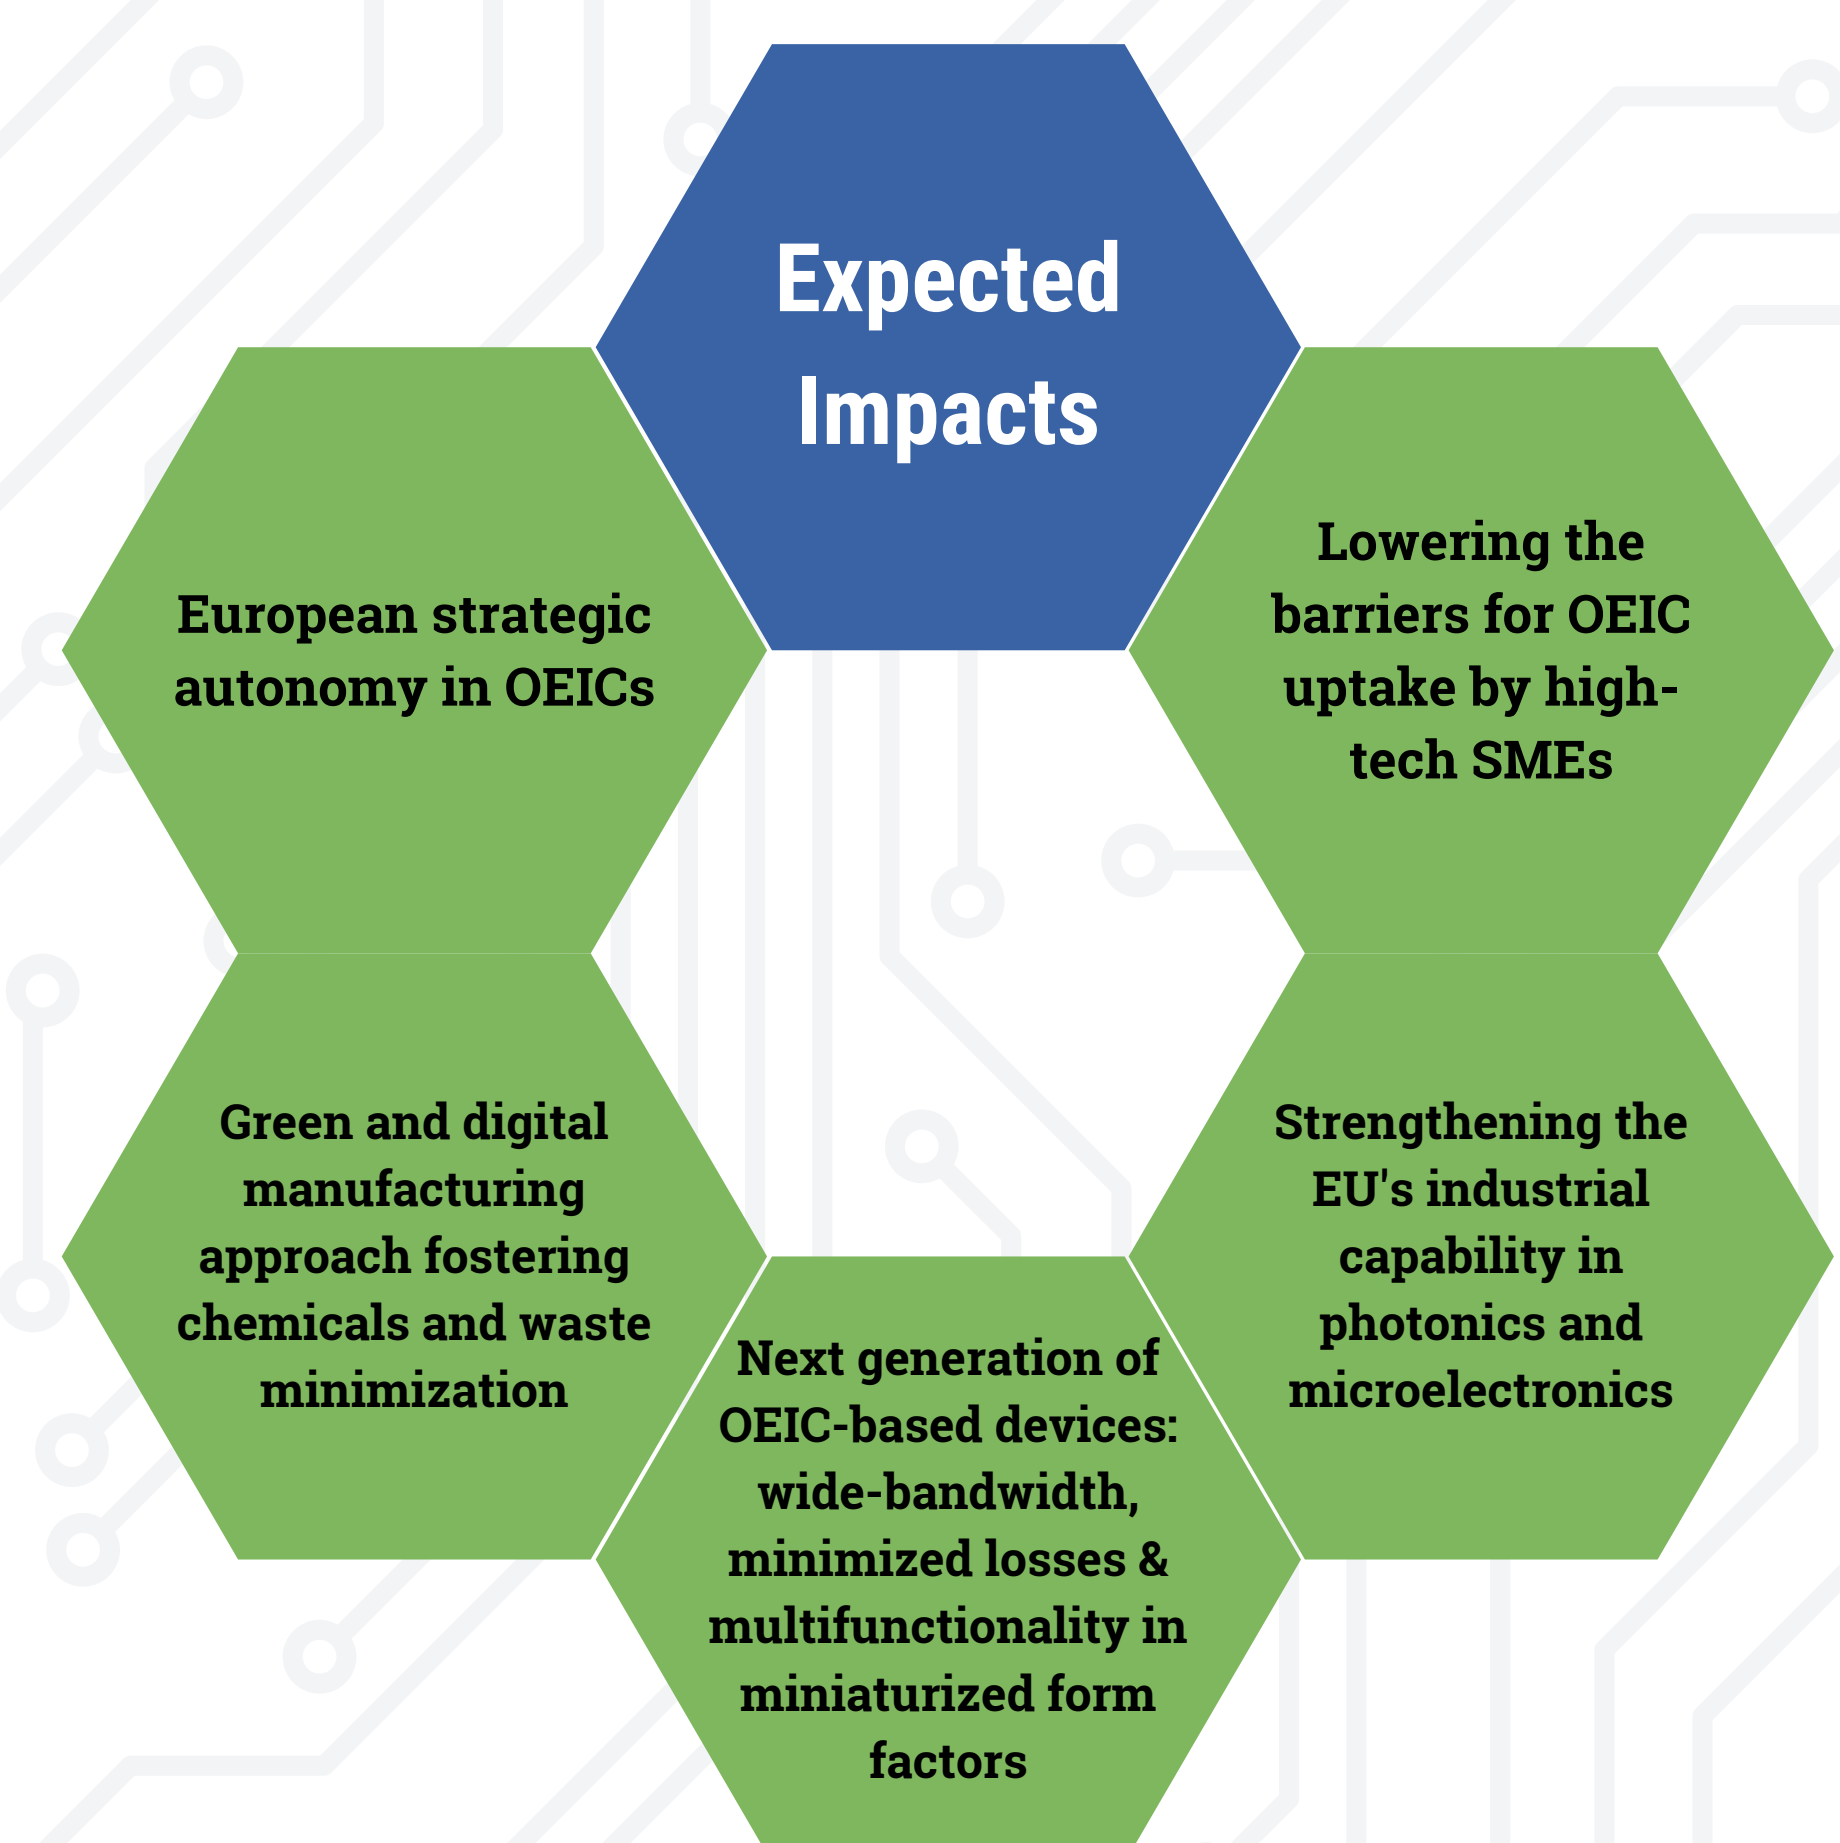 Expected
Impacts
European strategic
autonomy in OEICs
Lowering the
barriers for OEIC
uptake by high-
tech SMEs
Green and digital
manufacturing
approach fostering
chemicals and waste
minimization
Strengthening the
EU's industrial
capability in
photonics and
microelectronics
Next generation of
OEIC-based devices:
wide-bandwidth,
minimized losses &
multifunctionality in
miniaturized form
factors